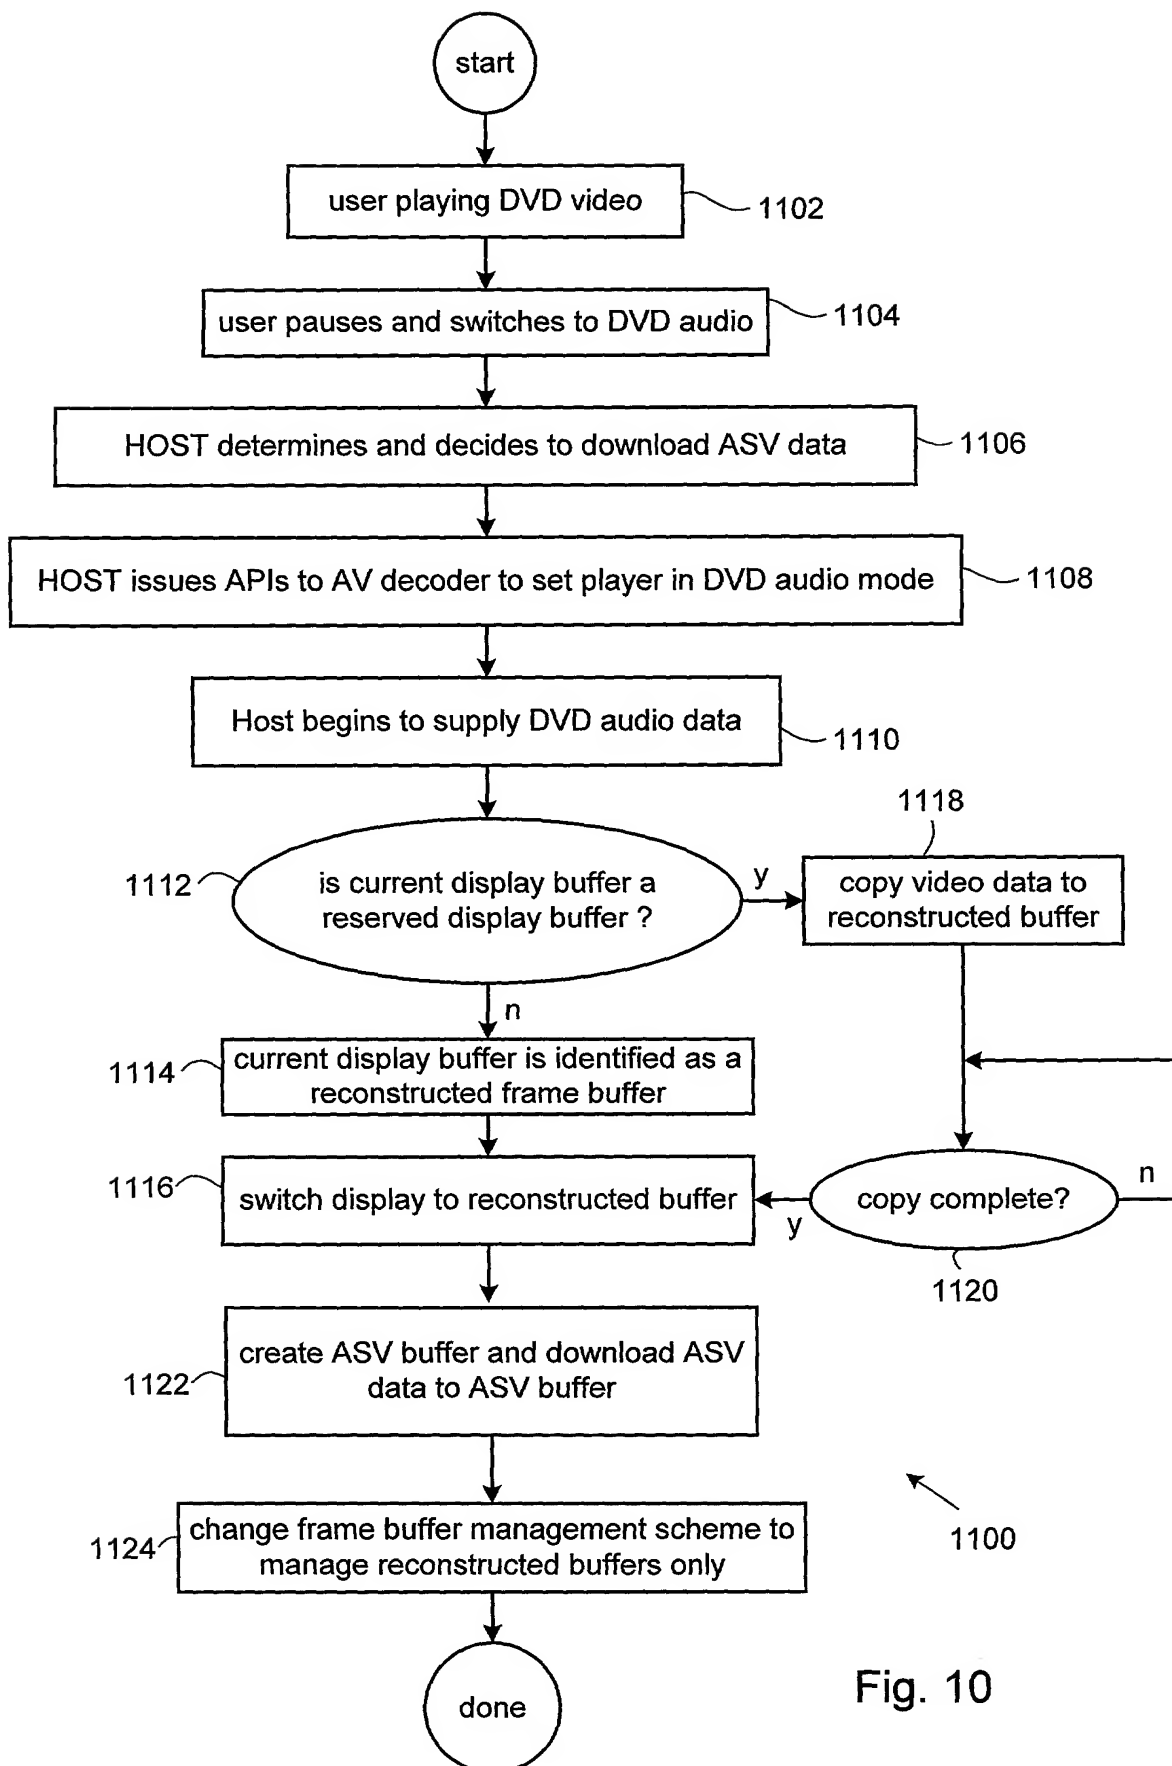 start
user playing DVD video
1102
user pauses and switches to DVD audio
1104
HOST determines and decides to download ASV data
1106
HOST issues APIs to AV decoder to set player in DVD audio mode
1108
Host begins to supply DVD audio data
1110
1112
is current display buffer a
reserved display buffer ?
y
n
1118
copy video data to
reconstructed buffer
1114
current display buffer is identified as a
reconstructed frame buffer
1116
switch display to reconstructed buffer
y
copy complete?
n
1120
1122
create ASV buffer and download ASV
data to ASV buffer
1124
change frame buffer management scheme to
manage reconstructed buffers only
1100
done
Fig. 10